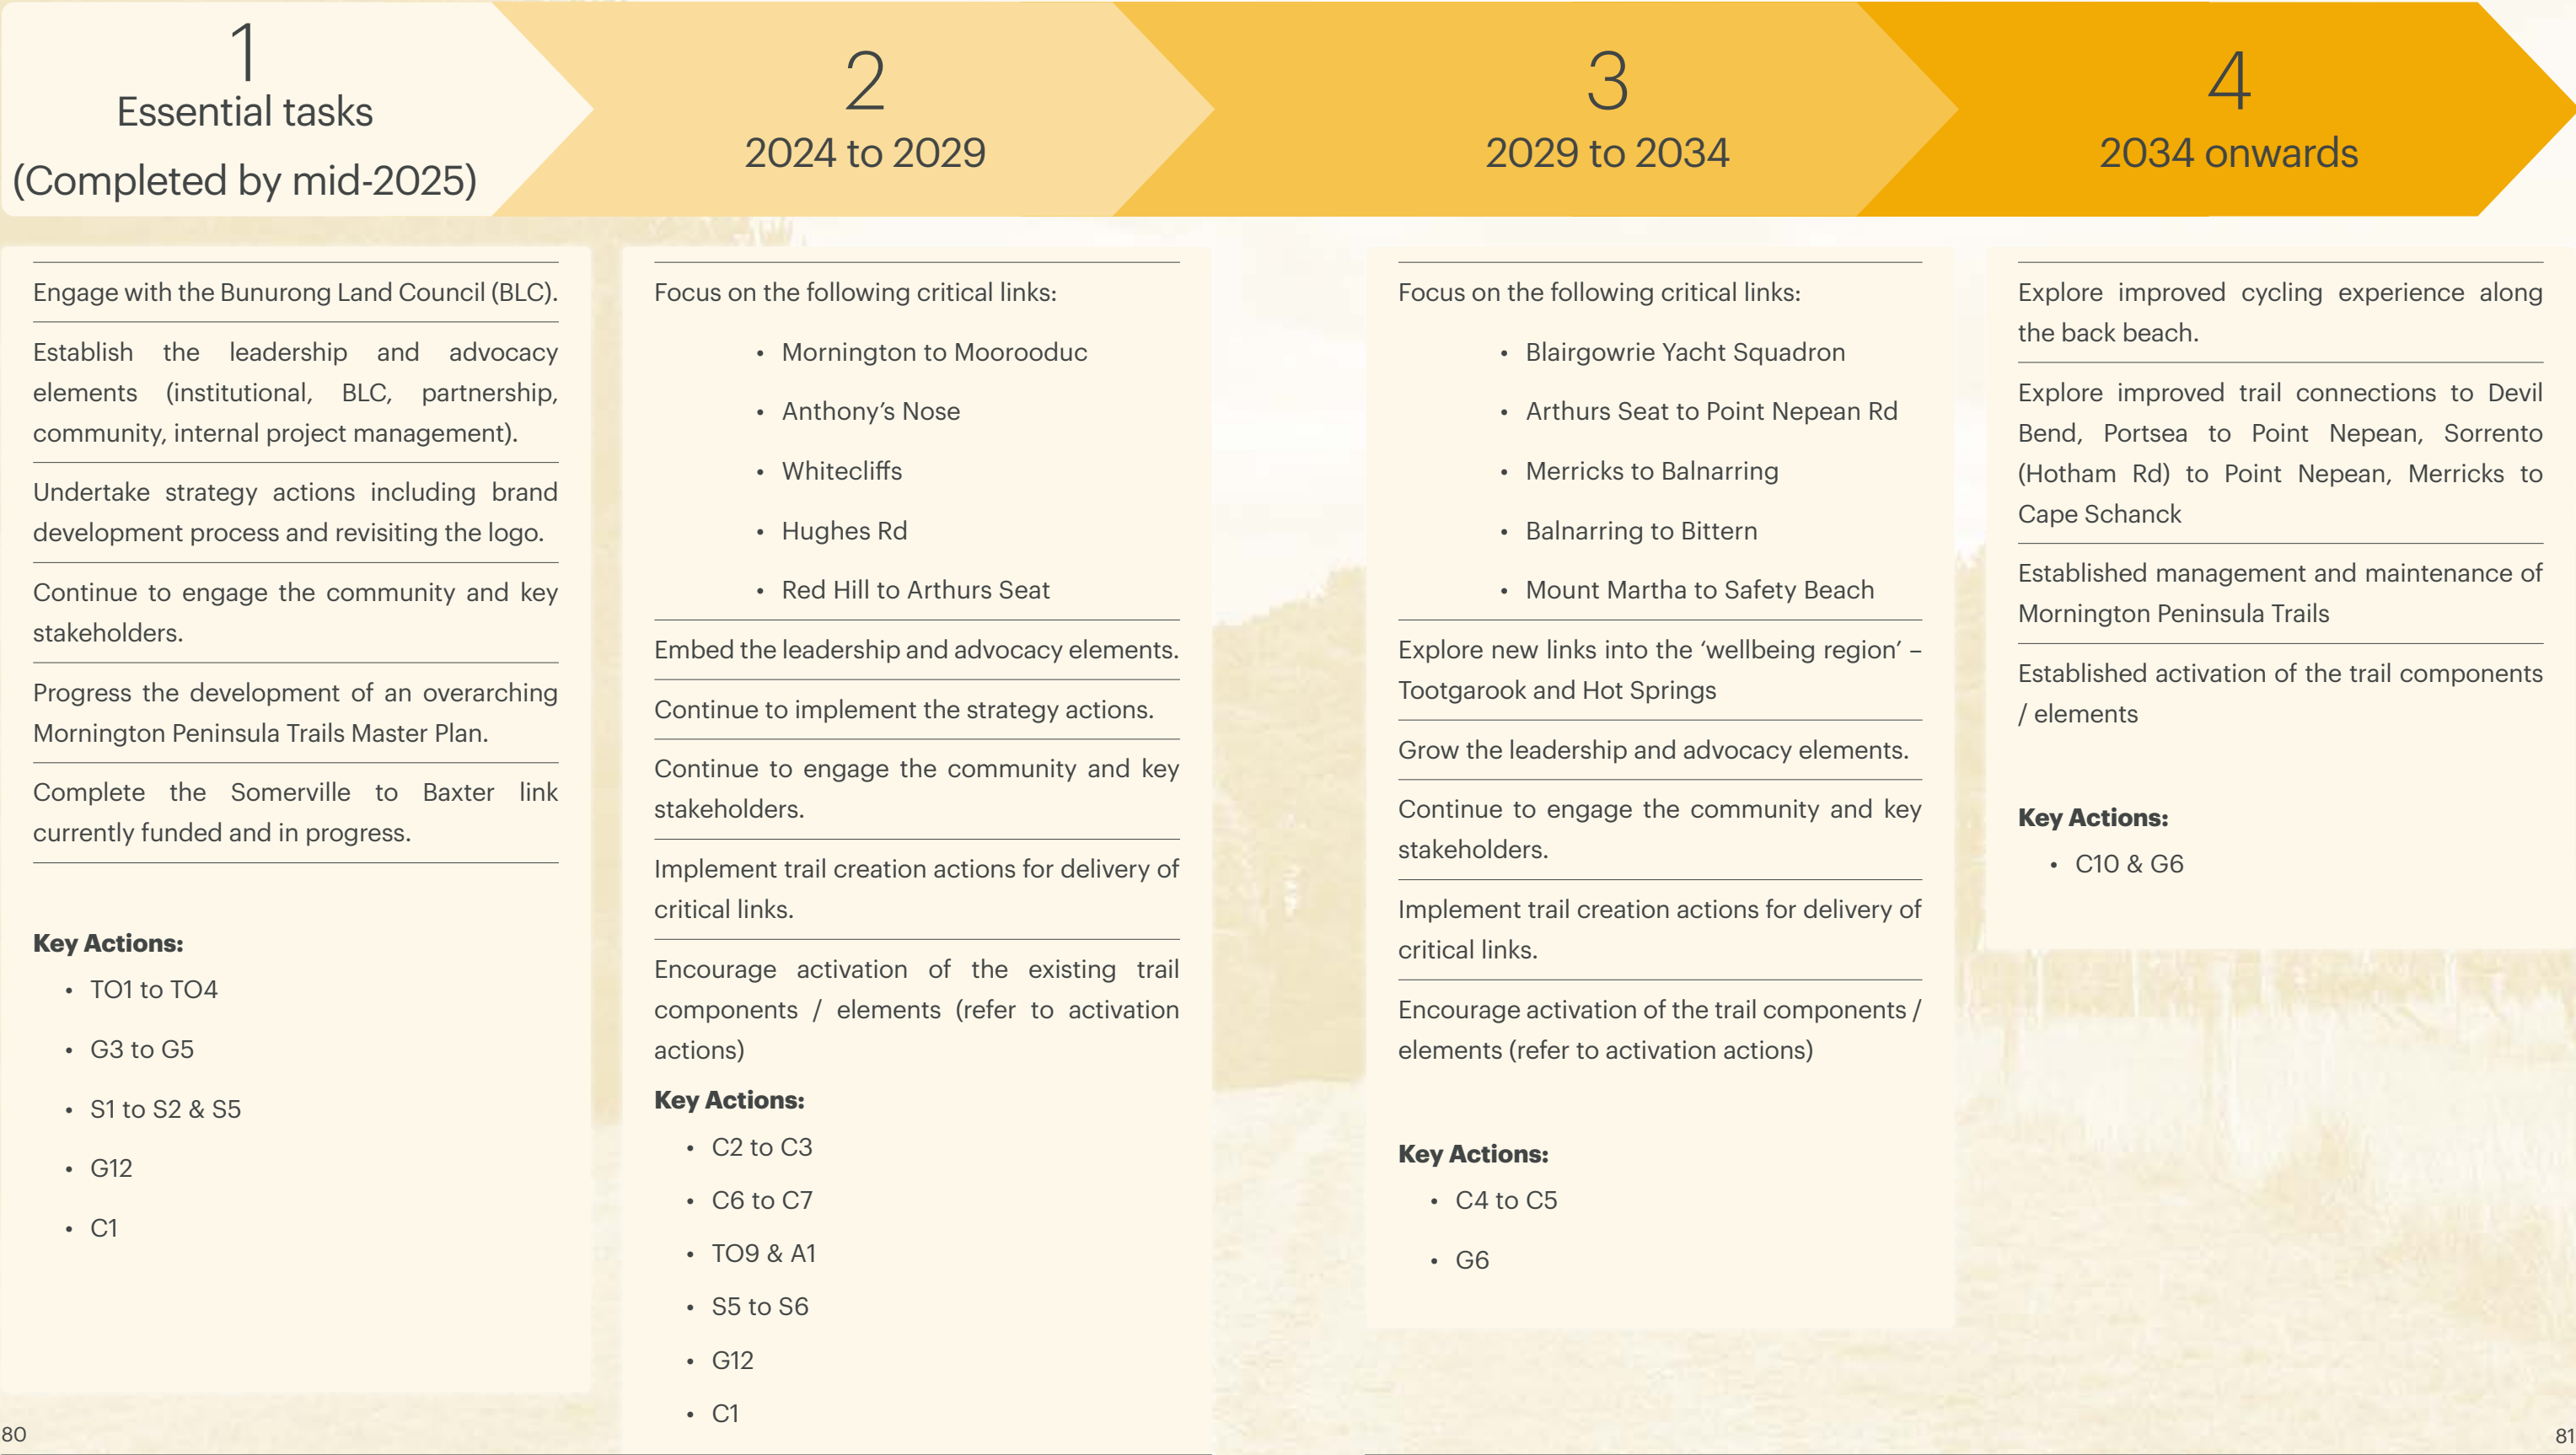 1
Essential tasks
(Completed by mid-2025)
Engage with the Bunurong Land Council (BLC).
Establish the leadership and advocacy
elements (institutional, BLC, partnership,
community, internal project management).
Undertake strategy actions including brand
development process and revisiting the logo.
Continue to engage the community and key
stakeholders.
Progress the development of an overarching
Mornington Peninsula Trails Master Plan.
Complete the Somerville to Baxter link
currently funded and in progress.
Key Actions:
• TO1 to TO4
• G3 to G5
• S1 to S2 & S5
• G12
• C1
80
2
2024 to 2029
Focus on the following critical links:
• Mornington to Moorooduc
• Anthony’s Nose
• Whitecliffs
• Hughes Rd
• Red Hill to Arthurs Seat
Embed the leadership and advocacy elements.
Continue to implement the strategy actions.
Continue to engage the community and key
stakeholders.
Implement trail creation actions for delivery of
critical links.
Encourage activation of the existing trail
components / elements (refer to activation
actions)
Key Actions:
• C2 to C3
• C6 to C7
• TO9 & A1
• S5 to S6
• G12
• C1
3
2029 to 2034
Focus on the following critical links:
• Blairgowrie Yacht Squadron
• Arthurs Seat to Point Nepean Rd
• Merricks to Balnarring
• Balnarring to Bittern
• Mount Martha to Safety Beach
Explore new links into the ‘wellbeing region’ –
Tootgarook and Hot Springs
Grow the leadership and advocacy elements.
Continue to engage the community and key
stakeholders.
Implement trail creation actions for delivery of
critical links.
Encourage activation of the trail components /
elements (refer to activation actions)
Key Actions:
• C4 to C5
• G6
4
2034 onwards
Explore improved cycling experience along
the back beach.
Explore improved trail connections to Devil
Bend, Portsea to Point Nepean, Sorrento
(Hotham Rd) to Point Nepean, Merricks to
Cape Schanck
Established management and maintenance of
Mornington Peninsula Trails
Established activation of the trail components
/ elements
Key Actions:
• C10 & G6
81